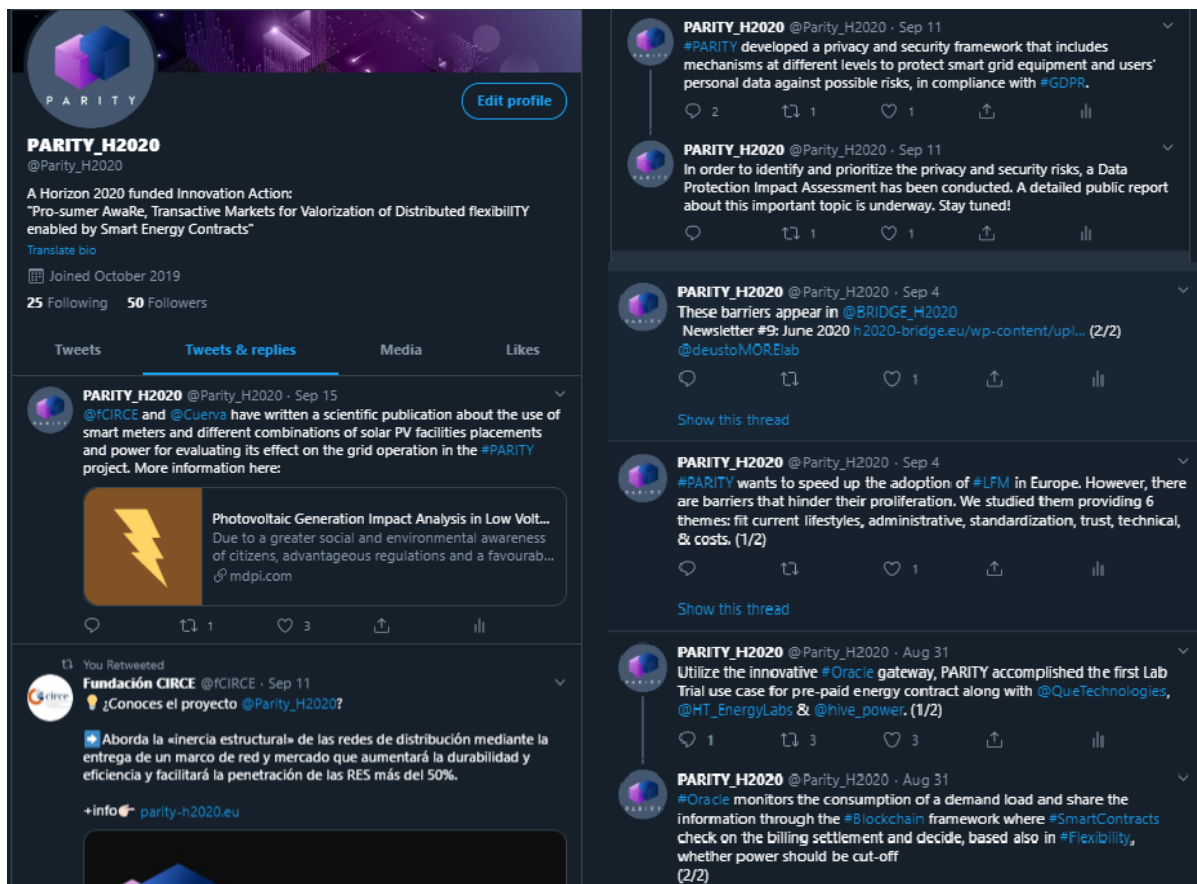 PARITY
Edit profile
PARITY_H2020
@Parity_H2020
A Horizon 2020 funded Innovation Action:
"Pro-sumer AwaRe, Transactive Markets for Valorization of Distributed flexibilITY
enabled by Smart Energy Contracts"
Translate bio
Joined October 2019
25 Following 50 Followers
Tweets Tweets & replies Media Likes
PARITY_H2020 @Parity_H2020 · Sep 15
@fCIRCE and @Cuerva have written a scientific publication about the use of
smart meters and different combinations of solar PV facilities placements
and power for evaluating its effect on the grid operation in the #PARITY
project. More information here:
Photovoltaic Generation Impact Analysis in Low Volt...
Due to a greater social and environmental awareness
of citizens, advantageous regulations and a favourab...
mdpi.com
1 3
You Retweeted
Fundación CIRCE @fCIRCE · Sep 11
circe
¿Conoces el proyecto @Parity_H2020?
Aborda la «inercia estructural» de las redes de distribución mediante la
entrega de un marco de red y mercado que aumentará la durabilidad y
eficiencia y facilitará la penetración de las RES más del 50%.
+info parity-h2020.eu
PARITY_H2020 @Parity_H2020 · Sep 11
#PARITY developed a privacy and security framework that includes
mechanisms at different levels to protect smart grid equipment and users'
personal data against possible risks, in compliance with #GDPR.
2 1 1
PARITY_H2020 @Parity_H2020 · Sep 11
In order to identify and prioritize the privacy and security risks, a Data
Protection Impact Assessment has been conducted. A detailed public report
about this important topic is underway. Stay tuned!
1 1
PARITY_H2020 @Parity_H2020 · Sep 4
These barriers appear in @BRIDGE_H2020
Newsletter #9: June 2020 h2020-bridge.eu/wp-content/upl... (2/2)
@deustoMORElab
1
Show this thread
PARITY_H2020 @Parity_H2020 · Sep 4
#PARITY wants to speed up the adoption of #LFM in Europe. However, there
are barriers that hinder their proliferation. We studied them providing 6
themes: fit current lifestyles, administrative, standardization, trust, technical,
& costs. (1/2)
1
Show this thread
PARITY_H2020 @Parity_H2020 · Aug 31
Utilize the innovative #Oracle gateway, PARITY accomplished the first Lab
Trial use case for pre-paid energy contract along with @QueTechnologies,
@HT_EnergyLabs & @hive_power. (1/2)
1 3 3
PARITY_H2020 @Parity_H2020 · Aug 31
#Oracle monitors the consumption of a demand load and share the
information through the #Blockchain framework where #SmartContracts
check on the billing settlement and decide, based also in #Flexibility,
whether power should be cut-off
(2/2)